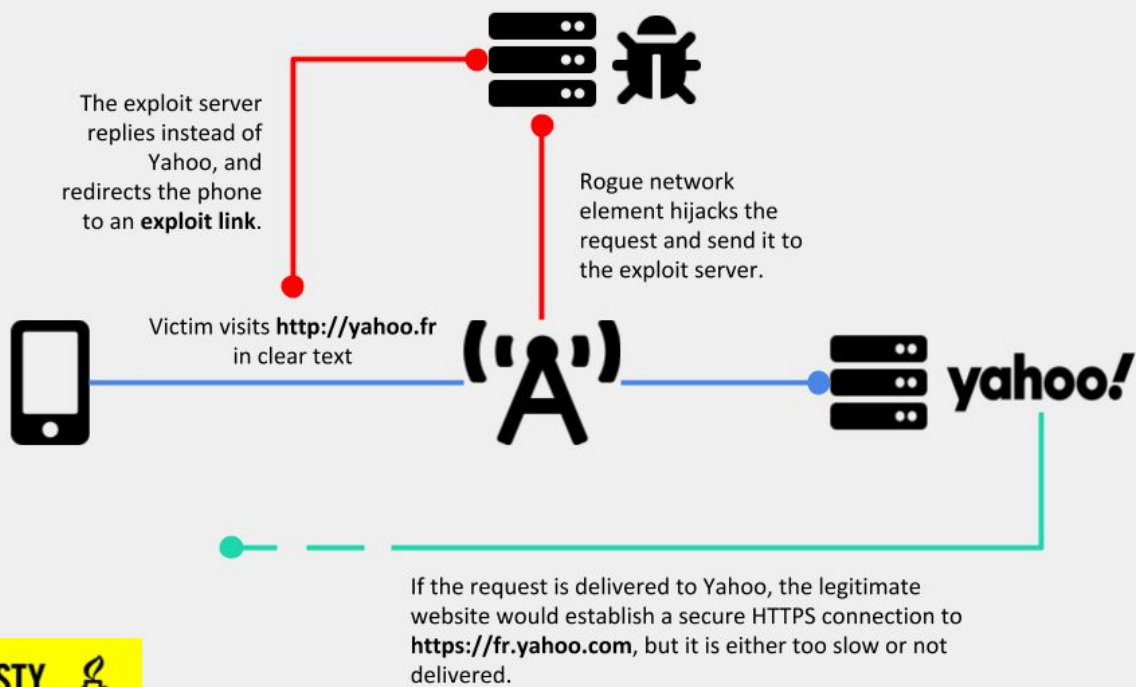 The exploit server
replies instead of
Yahoo, and
redirects the phone
to an exploit link.
Rogue network
element hijacks the
request and send it to
the exploit server.
Victim visits http://yahoo.fr
in clear text
yahoo!
If the request is delivered to Yahoo, the legitimate
website would establish a secure HTTPS connection to
https://fr.yahoo.com, but it is either too slow or not
delivered.
STY